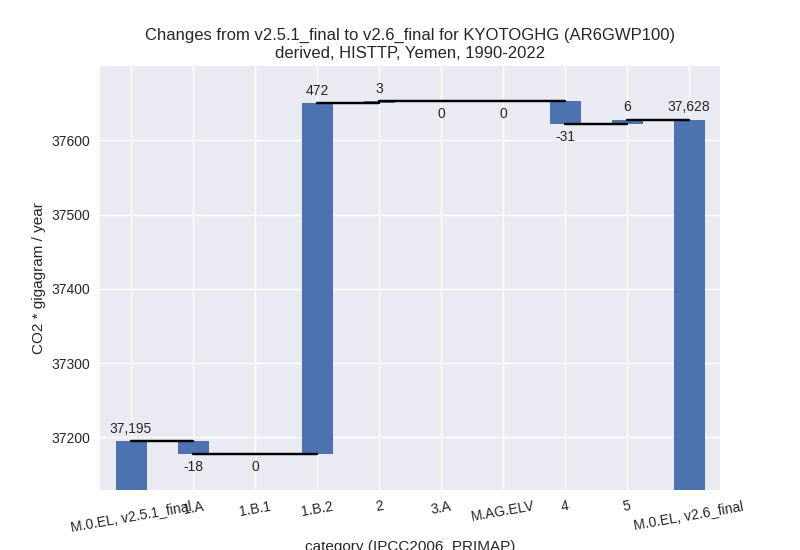 Changes from v2.5.1_final to v2.6_final for KYOTOGHG (AR6GWP100)
derived, HISTTP, Yemen, 1990-2022
472
3
6
37,628
0
0
37600
-31
37500
CO2 * gigagram / year
37400
37300
37,195
37200
-18
0
M.0.EL, v2.5.1_final
1.A
1.B.1
1.B.2
2
3.A
M.AG.ELV
4
5
M.0.EL, v2.6_final
category (IPCC2006_PRIMAP)